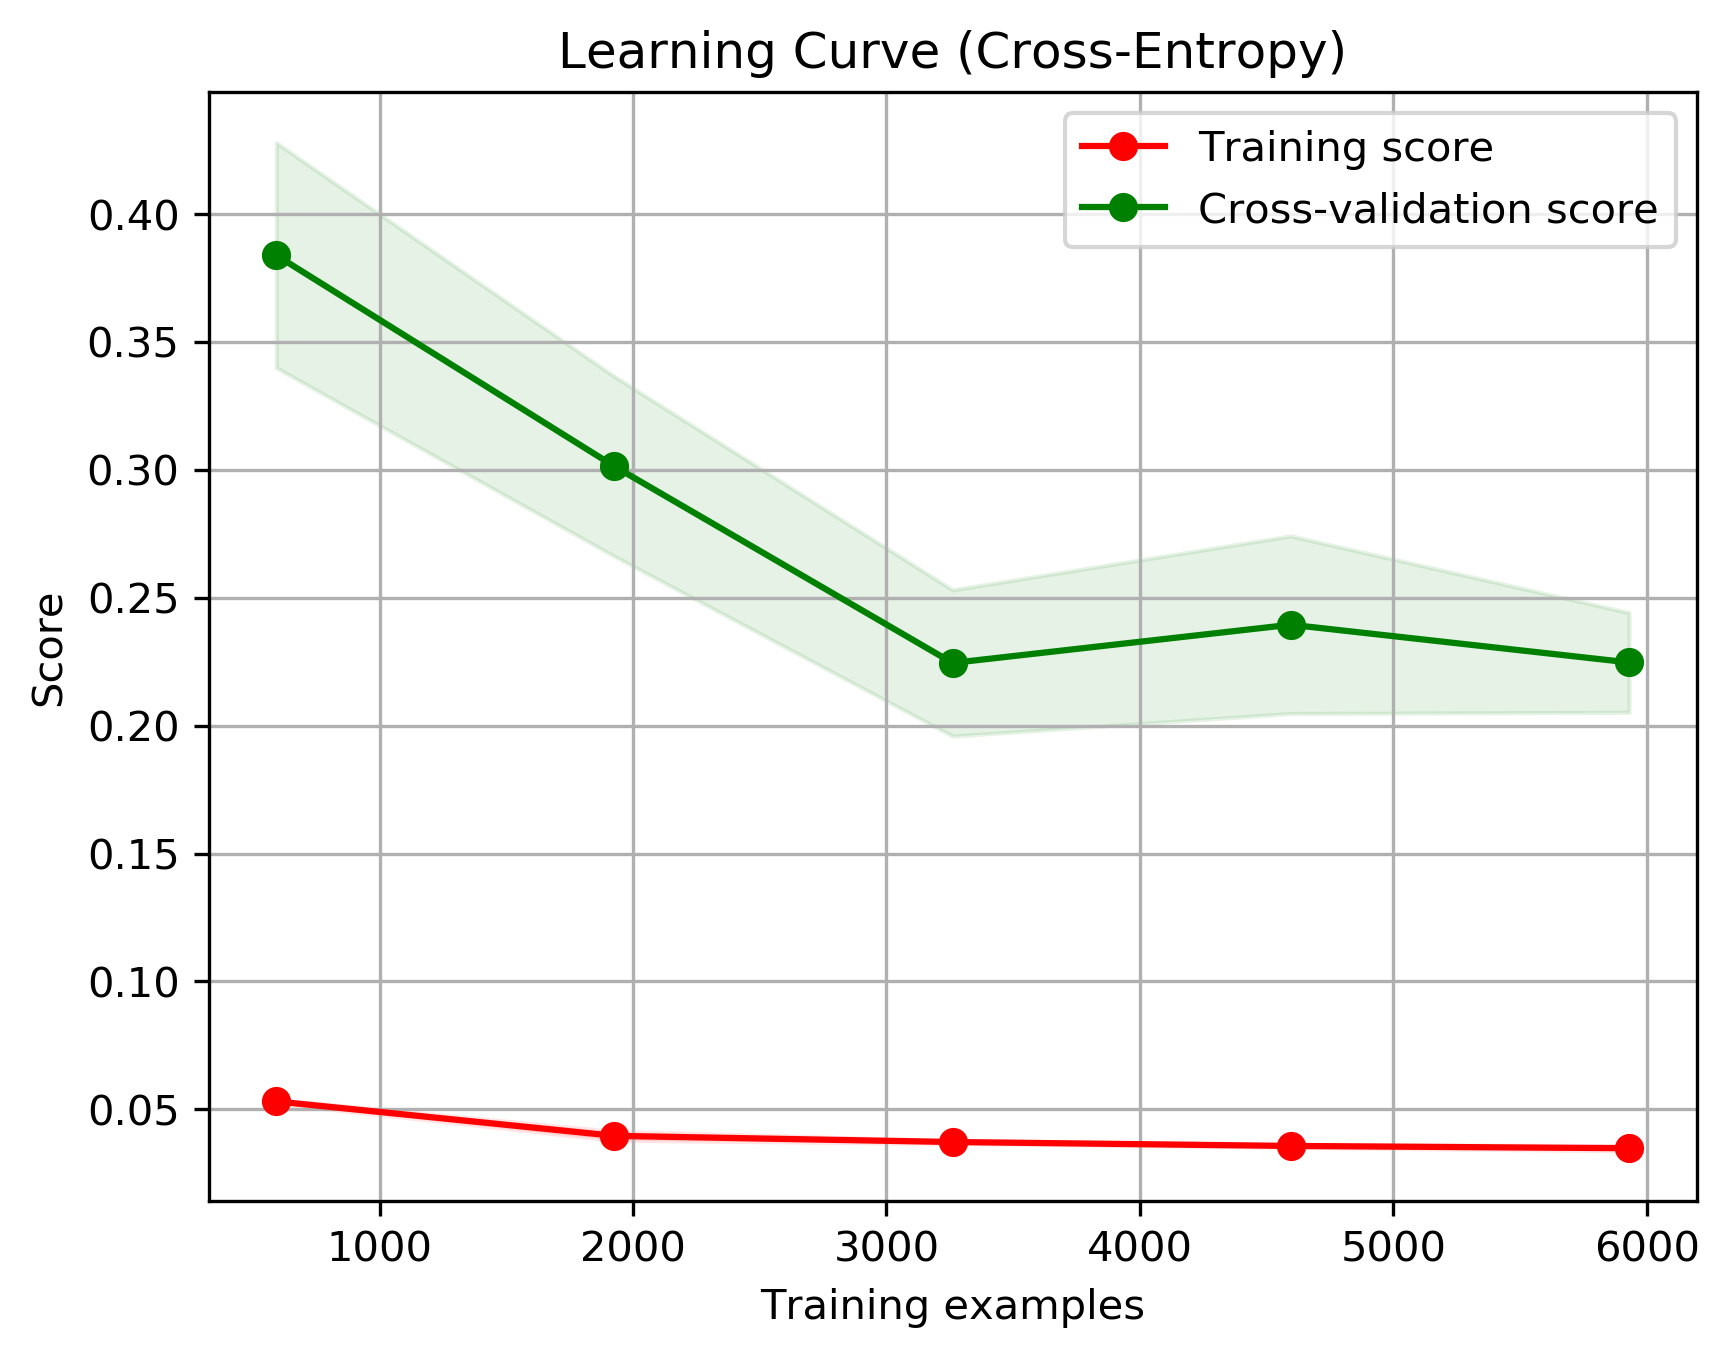 Learning Curve (Cross-Entropy)
Training score
Cross-validation score
0.40
0.35
0.30
0.25
0.20
0.15
0.10
0.05
Score
1000 2000 3000 4000 5000 6000
Training examples